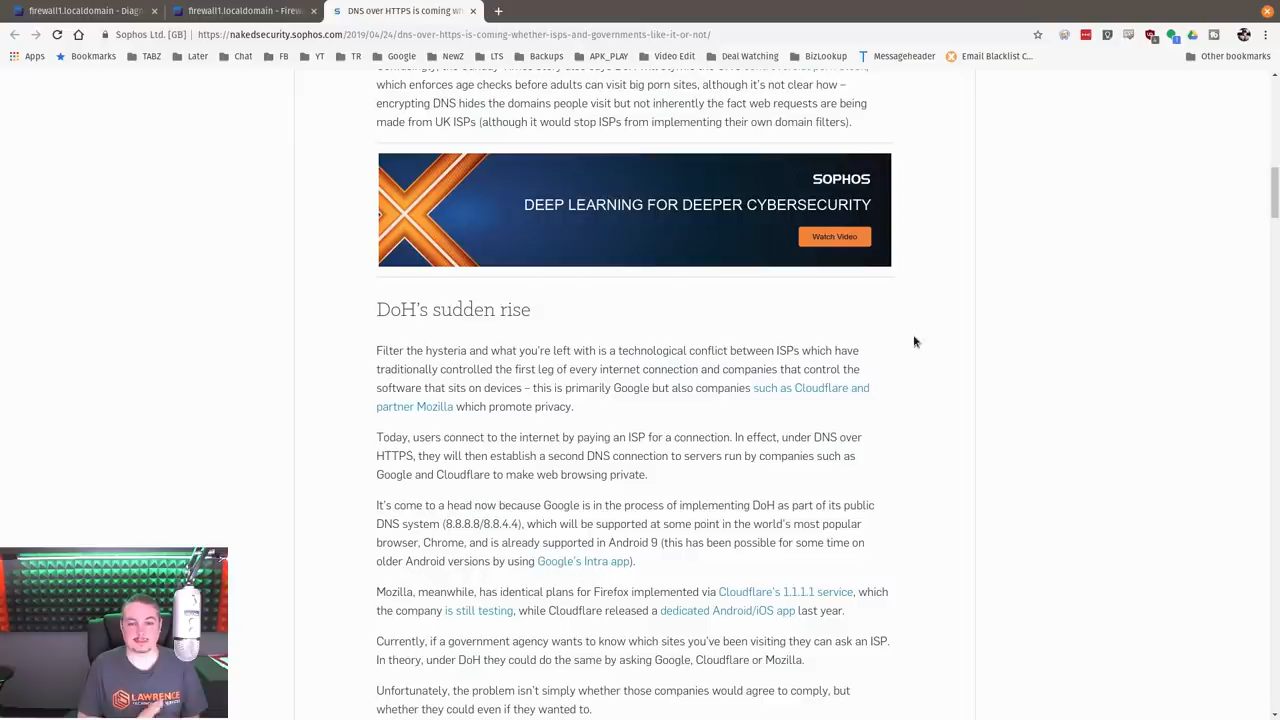 firewall1.localdomain - Diagn
firewall1.localdomain - Firew
DNS over HTTPS is coming wh
Sophos Ltd. [GB]
https://nakedsecurity.sophos.com/2019/04/24/dns-over-https-is-coming-whether-isps-and-governments-like-it-or-not/
Apps Bookmarks TABZ Later Chat FB YT TR Google NewZ LTS Backups APK_PLAY Video Edit Deal Watching BizLookup Messageheader Email Blacklist C... Other bookmarks
which enforces age checks before adults can visit big porn sites, although it's not clear how –
encrypting DNS hides the domains people visit but not inherently the fact web requests are being
made from UK ISPs (although it would stop ISPs from implementing their own domain filters).
SOPHOS
DEEP LEARNING FOR DEEPER CYBERSECURITY
Watch Video
DoH's sudden rise
Filter the hysteria and what you're left with is a technological conflict between ISPs which have
traditionally controlled the first leg of every internet connection and companies that control the
software that sits on devices – this is primarily Google but also companies such as Cloudflare and
partner Mozilla which promote privacy.
Today, users connect to the internet by paying an ISP for a connection. In effect, under DNS over
HTTPS, they will then establish a second DNS connection to servers run by companies such as
Google and Cloudflare to make web browsing private.
It's come to a head now because Google is in the process of implementing DoH as part of its public
DNS system (8.8.8.8/8.8.4.4), which will be supported at some point in the world's most popular
browser, Chrome, and is already supported in Android 9 (this has been possible for some time on
older Android versions by using Google's Intra app).
Mozilla, meanwhile, has identical plans for Firefox implemented via Cloudflare's 1.1.1.1 service, which
the company is still testing, while Cloudflare released a dedicated Android/iOS app last year.
Currently, if a government agency wants to know which sites you've been visiting they can ask an ISP.
In theory, under DoH they could do the same by asking Google, Cloudflare or Mozilla.
Unfortunately, the problem isn't simply whether those companies would agree to comply, but
whether they could even if they wanted to.
LAWRENCE